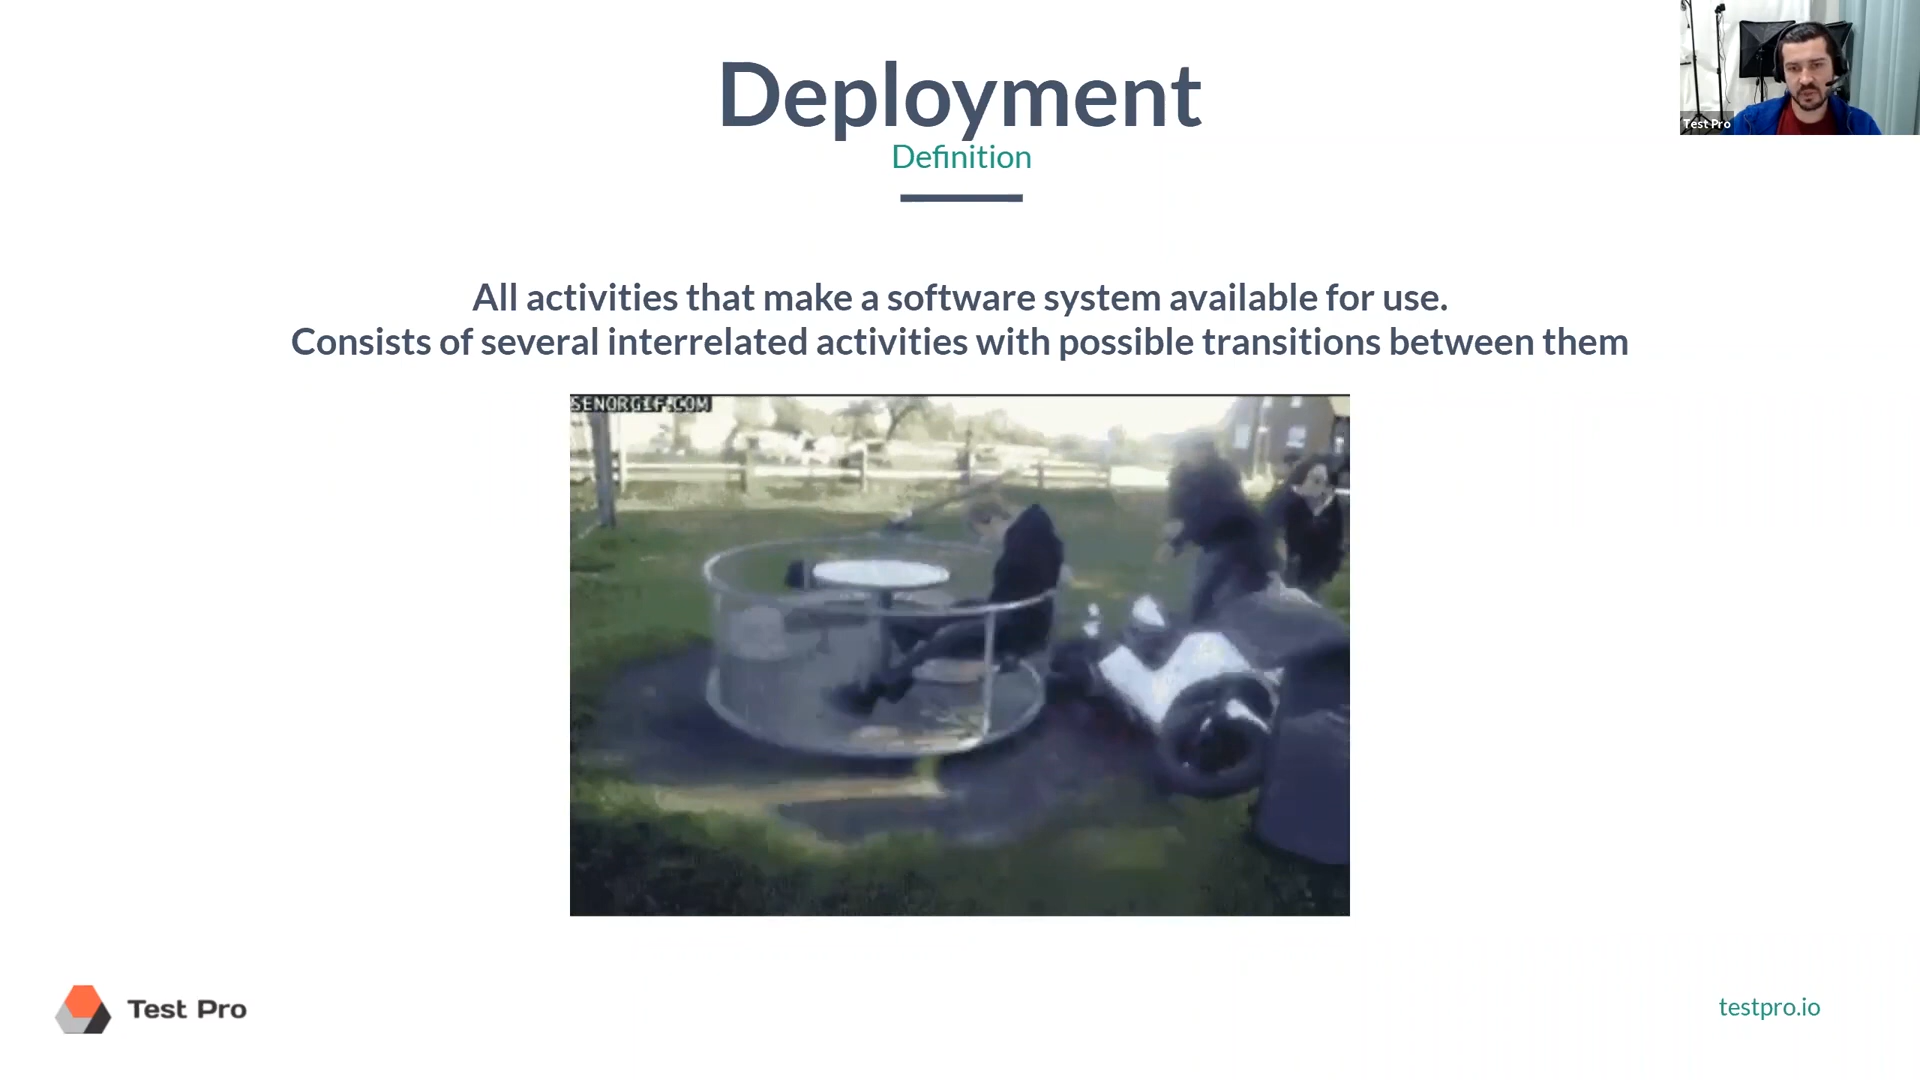 Deployment
Definition
Test Pro
All activities that make a software system available for use.
Consists of several interrelated activities with possible transitions between them
SENORGIF.COM
Test Pro
testpro.io